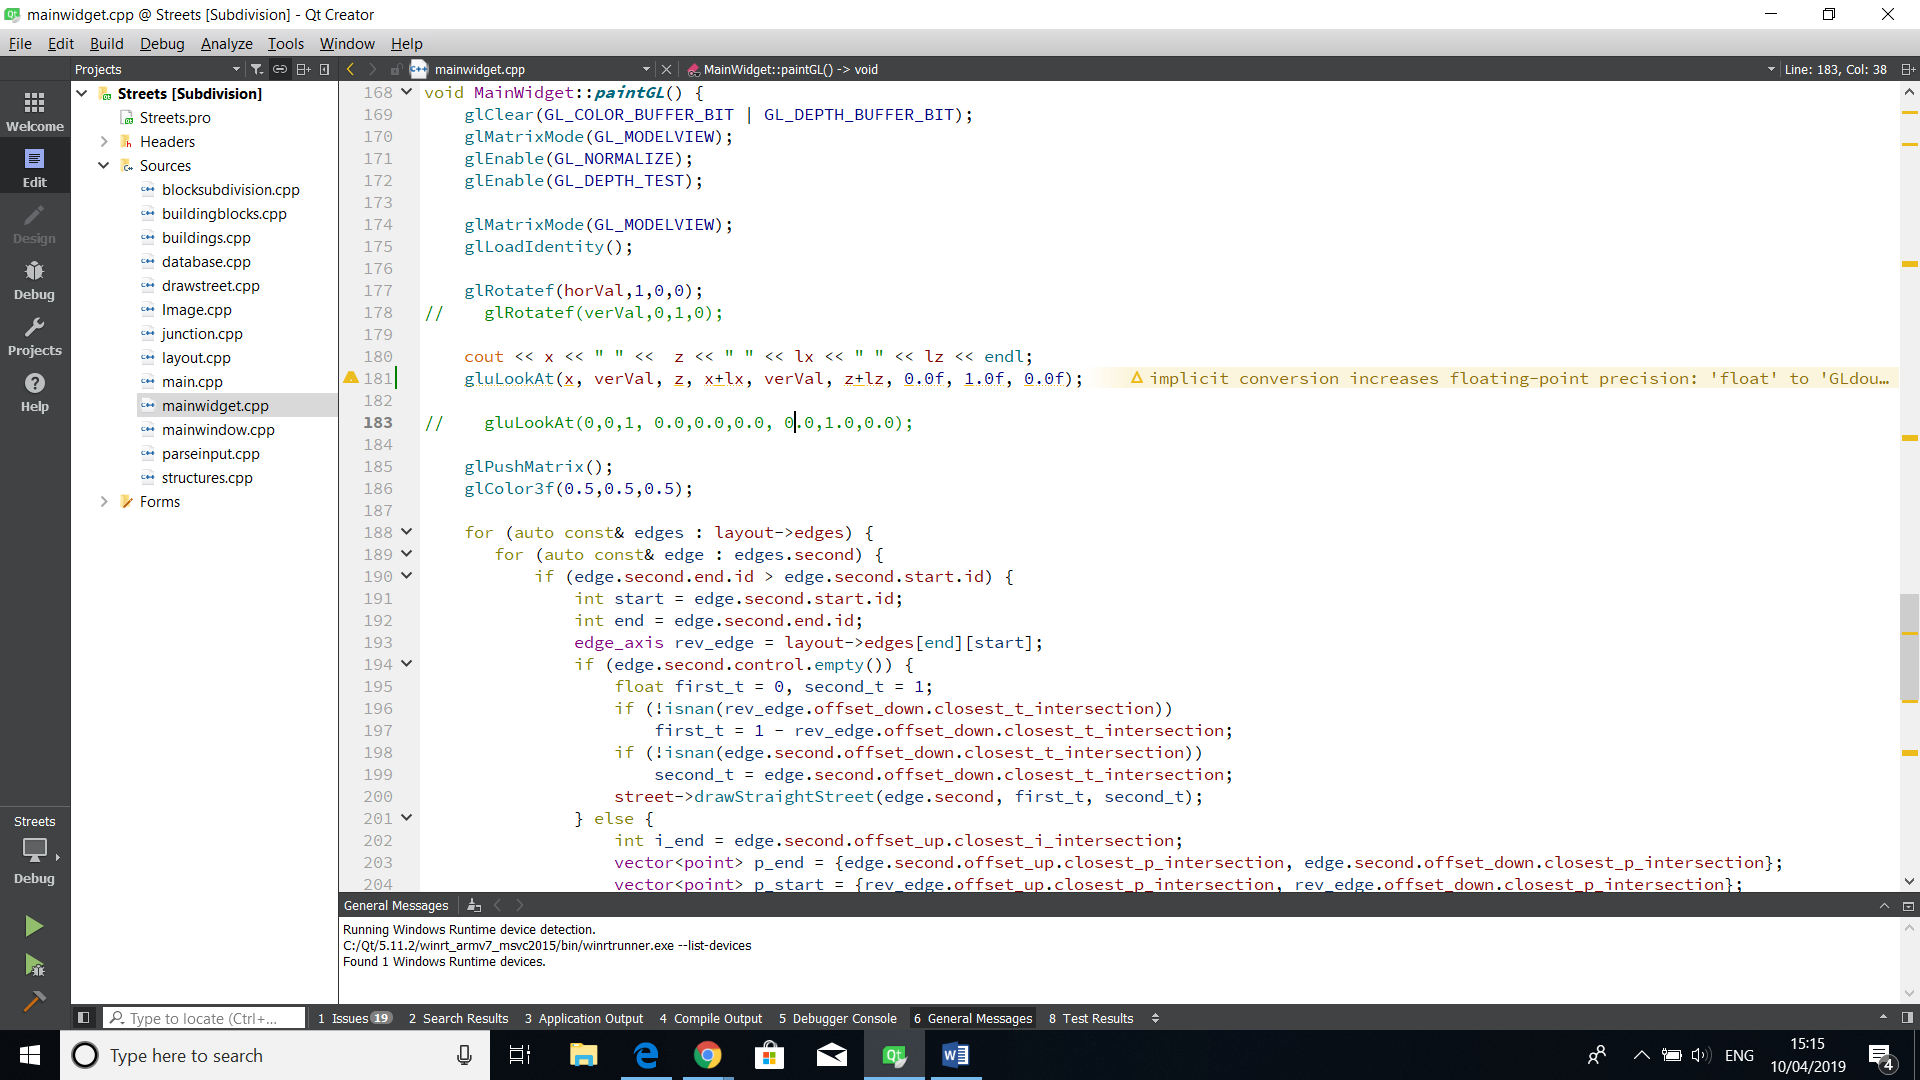 mainwidget.cpp @ Streets [Subdivision] - Qt Creator
File Edit Build Debug Analyze Tools Window Help
Projects
mainwidget.cpp
MainWidget::paintGL() -> void
Line: 183, Col: 38
Welcome
Edit
Design
Debug
Projects
Help
Streets
Debug
Streets [Subdivision]
Streets.pro
Headers
Sources
blocksubdivision.cpp
buildingblocks.cpp
buildings.cpp
database.cpp
drawstreet.cpp
Image.cpp
junction.cpp
layout.cpp
main.cpp
mainwidget.cpp
mainwindow.cpp
parseinput.cpp
structures.cpp
Forms
168 void MainWidget::paintGL() {
169 glClear(GL_COLOR_BUFFER_BIT | GL_DEPTH_BUFFER_BIT);
170 glMatrixMode(GL_MODELVIEW);
171 glEnable(GL_NORMALIZE);
172 glEnable(GL_DEPTH_TEST);
173
174 glMatrixMode(GL_MODELVIEW);
175 glLoadIdentity();
176
177 glRotatef(horVal,1,0,0);
178 //    glRotatef(verVal,0,1,0);
179
180 cout << x << " " <<  z << " " << lx << " " << lz << endl;
181 gluLookAt(x, verVal, z, x+lx, verVal, z+lz, 0.0f, 1.0f, 0.0f); implicit conversion increases floating-point precision: 'float' to 'GLdou...
182
183 //    gluLookAt(0,0,1, 0.0,0.0,0.0, 0.0,1.0,0.0);
184
185 glPushMatrix();
186 glColor3f(0.5,0.5,0.5);
187
188 for (auto const& edges : layout->edges) {
189 for (auto const& edge : edges.second) {
190 if (edge.second.end.id > edge.second.start.id) {
191 int start = edge.second.start.id;
192 int end = edge.second.end.id;
193 edge_axis rev_edge = layout->edges[end][start];
194 if (edge.second.control.empty()) {
195 float first_t = 0, second_t = 1;
196 if (!isnan(rev_edge.offset_down.closest_t_intersection))
197 first_t = 1 - rev_edge.offset_down.closest_t_intersection;
198 if (!isnan(edge.second.offset_down.closest_t_intersection))
199 second_t = edge.second.offset_down.closest_t_intersection;
200 street->drawStraightStreet(edge.second, first_t, second_t);
201 } else {
202 int i_end = edge.second.offset_up.closest_i_intersection;
203 vector<point> p_end = {edge.second.offset_up.closest_p_intersection, edge.second.offset_down.closest_p_intersection};
204 vector<point> p_start = {rev_edge.offset_up.closest_p_intersection, rev_edge.offset_down.closest_p_intersection};
General Messages
Running Windows Runtime device detection.
C:/Qt/5.11.2/winrt_armv7_msvc2015/bin/winrtrunner.exe --list-devices
Found 1 Windows Runtime devices.
Type to locate (Ctrl+...
1 Issues 19 2 Search Results 3 Application Output 4 Compile Output 5 Debugger Console 6 General Messages 8 Test Results
Type here to search
ENG
15:15
10/04/2019
4